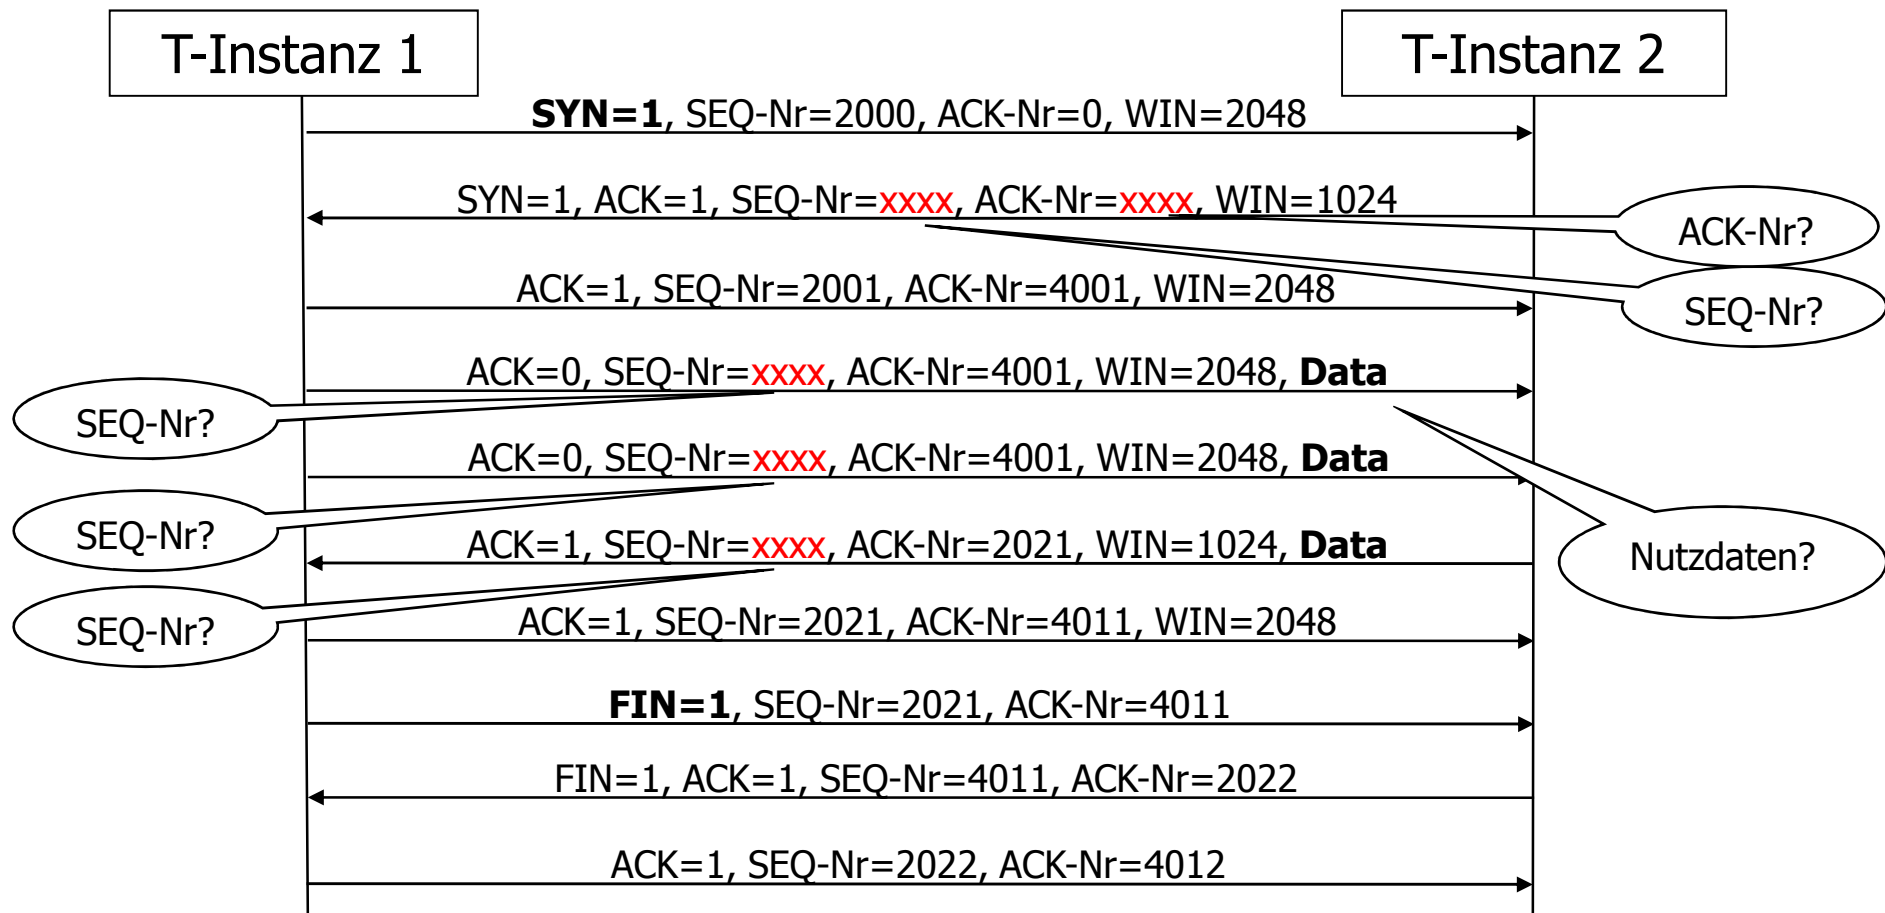 T-Instanz 1
T-Instanz 2
SYN=1, SEQ-Nr=2000, ACK-Nr=0, WIN=2048
SYN=1, ACK=1, SEQ-Nr=xxxx, ACK-Nr=xxxx, WIN=1024
ACK-Nr?
ACK=1, SEQ-Nr=2001, ACK-Nr=4001, WIN=2048
SEQ-Nr?
ACK=0, SEQ-Nr=xxxx, ACK-Nr=4001, WIN=2048, Data
SEQ-Nr?
ACK=0, SEQ-Nr=xxxx, ACK-Nr=4001, WIN=2048, Data
SEQ-Nr?
ACK=1, SEQ-Nr=xxxx, ACK-Nr=2021, WIN=1024, Data
Nutzdaten?
SEQ-Nr?
ACK=1, SEQ-Nr=2021, ACK-Nr=4011, WIN=2048
FIN=1, SEQ-Nr=2021, ACK-Nr=4011
FIN=1, ACK=1, SEQ-Nr=4011, ACK-Nr=2022
ACK=1, SEQ-Nr=2022, ACK-Nr=4012